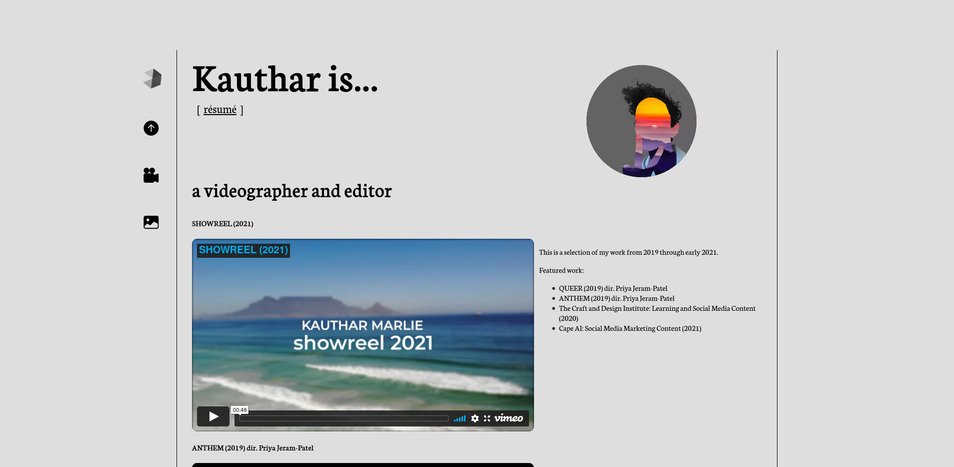 Kauthar is...
[ résumé ]
a videographer and editor
SHOWREEL (2021)
SHOWREEL (2021)
KAUTHAR MARLIE
showreel 2021
00:48
vimeo
This is a selection of my work from 2019 through early 2021.
Featured work:
QUEER (2019) dir. Priya Jeram-Patel
ANTHEM (2019) dir. Priya Jeram-Patel
The Craft and Design Institute: Learning and Social Media Content
(2020)
Cape AI: Social Media Marketing Content (2021)
ANTHEM (2019) dir. Priya Jeram-Patel